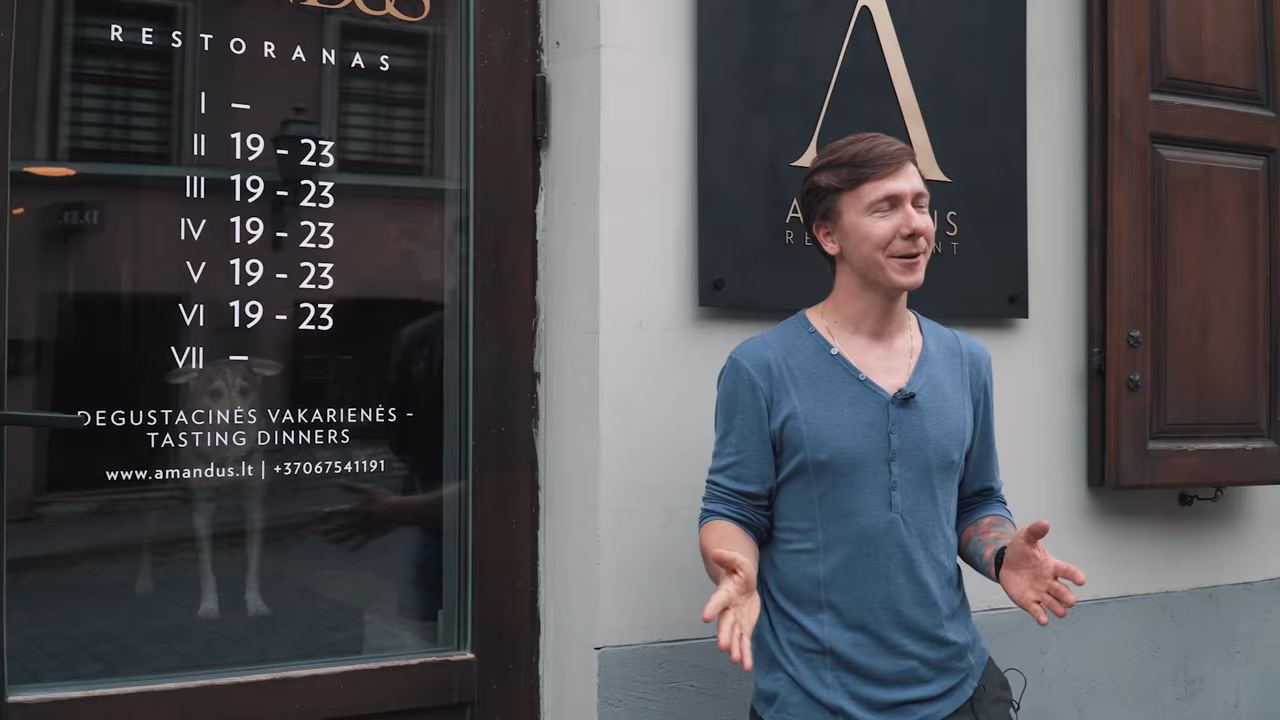 RESTORANAS
I –
II 19 - 23
III 19 - 23
IV 19 - 23
V 19 - 23
VI 19 - 23
VII –
DEGUSTACINĖS VAKARIENĖS -
TASTING DINNERS
www.amandus.lt | +37067541191
A